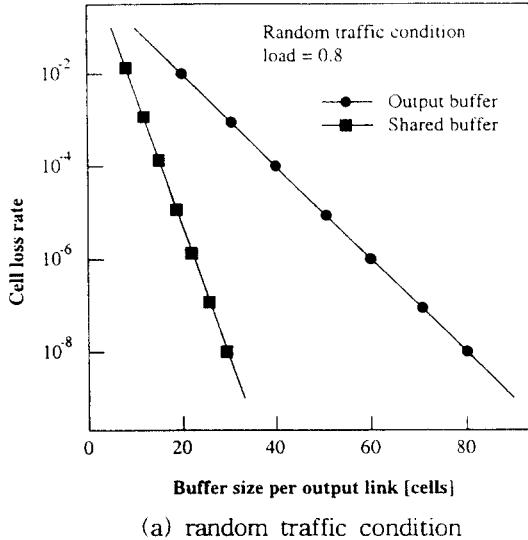 Random traffic condition
load = 0.8
Output buffer
Shared buffer
Cell loss rate
10⁻²
10⁻⁴
10⁻⁶
10⁻⁸
0 20 40 60 80
Buffer size per output link [cells]
(a) random traffic condition